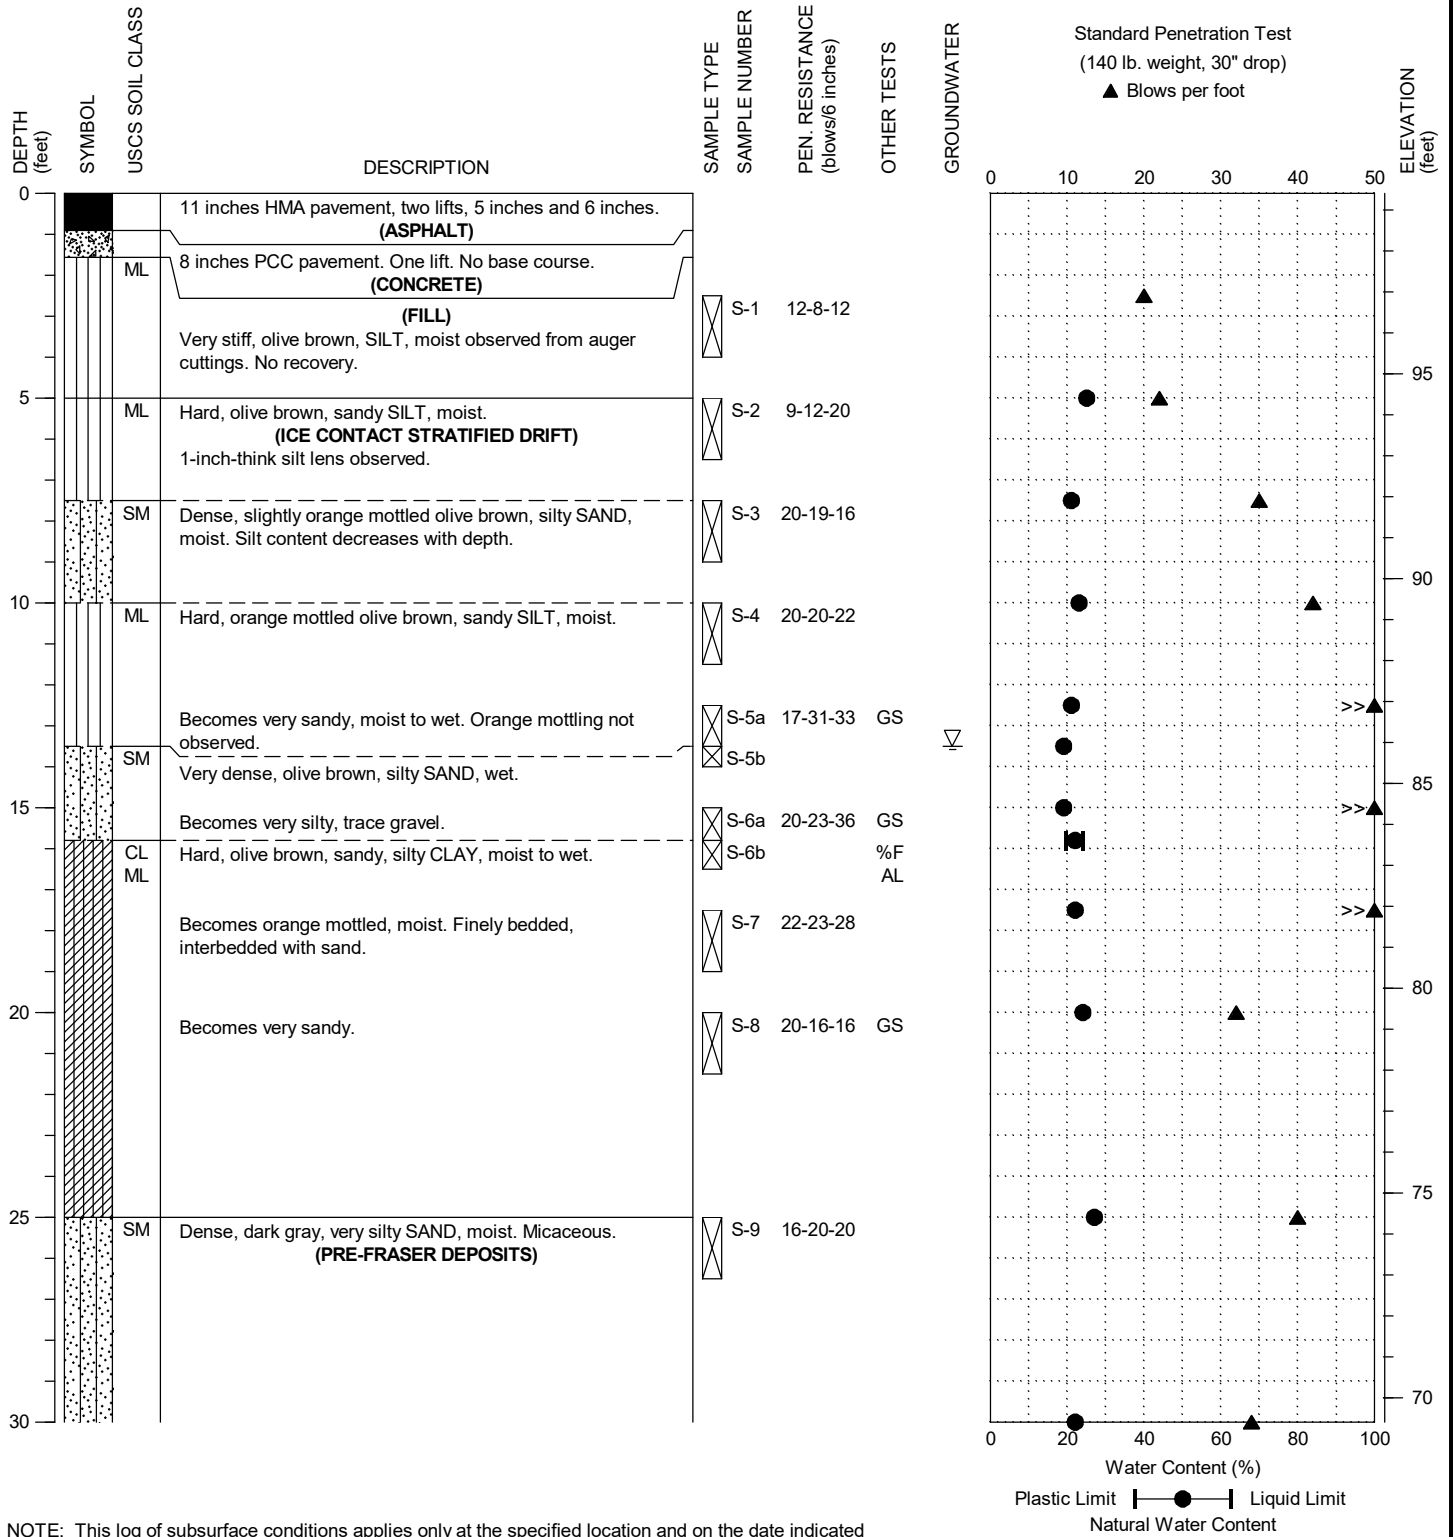 DEPTH
(feet)
SYMBOL
USCS SOIL CLASS
DESCRIPTION
SAMPLE TYPE
SAMPLE NUMBER
PEN. RESISTANCE
(blows/6 inches)
OTHER TESTS
GROUNDWATER
Standard Penetration Test
(140 lb. weight, 30" drop)
▲ Blows per foot
ELEVATION
(feet)
0 10 20 30 40 50
0
11 inches HMA pavement, two lifts, 5 inches and 6 inches.
(ASPHALT)
ML
8 inches PCC pavement. One lift. No base course.
(CONCRETE)
(FILL)
S-1 12-8-12
Very stiff, olive brown, SILT, moist observed from auger
cuttings. No recovery.
95
5
ML Hard, olive brown, sandy SILT, moist. S-2 9-12-20
(ICE CONTACT STRATIFIED DRIFT)
1-inch-think silt lens observed.
SM Dense, slightly orange mottled olive brown, silty SAND, S-3 20-19-16
moist. Silt content decreases with depth.
90
10
ML Hard, orange mottled olive brown, sandy SILT, moist. S-4 20-20-22
Becomes very sandy, moist to wet. Orange mottling not S-5a 17-31-33 GS >>
observed.
SM S-5b
Very dense, olive brown, silty SAND, wet.
85
15 >>
Becomes very silty, trace gravel. S-6a 20-23-36 GS
CL Hard, olive brown, sandy, silty CLAY, moist to wet. S-6b %F
ML AL
>>
Becomes orange mottled, moist. Finely bedded, S-7 22-23-28
interbedded with sand.
80
20
Becomes very sandy. S-8 20-16-16 GS
75
25
SM Dense, dark gray, very silty SAND, moist. Micaceous. S-9 16-20-20
(PRE-FRASER DEPOSITS)
70
30
0 20 40 60 80 100
Water Content (%)
Plastic Limit Liquid Limit
Natural Water Content
NOTE: This log of subsurface conditions applies only at the specified location and on the date indicated